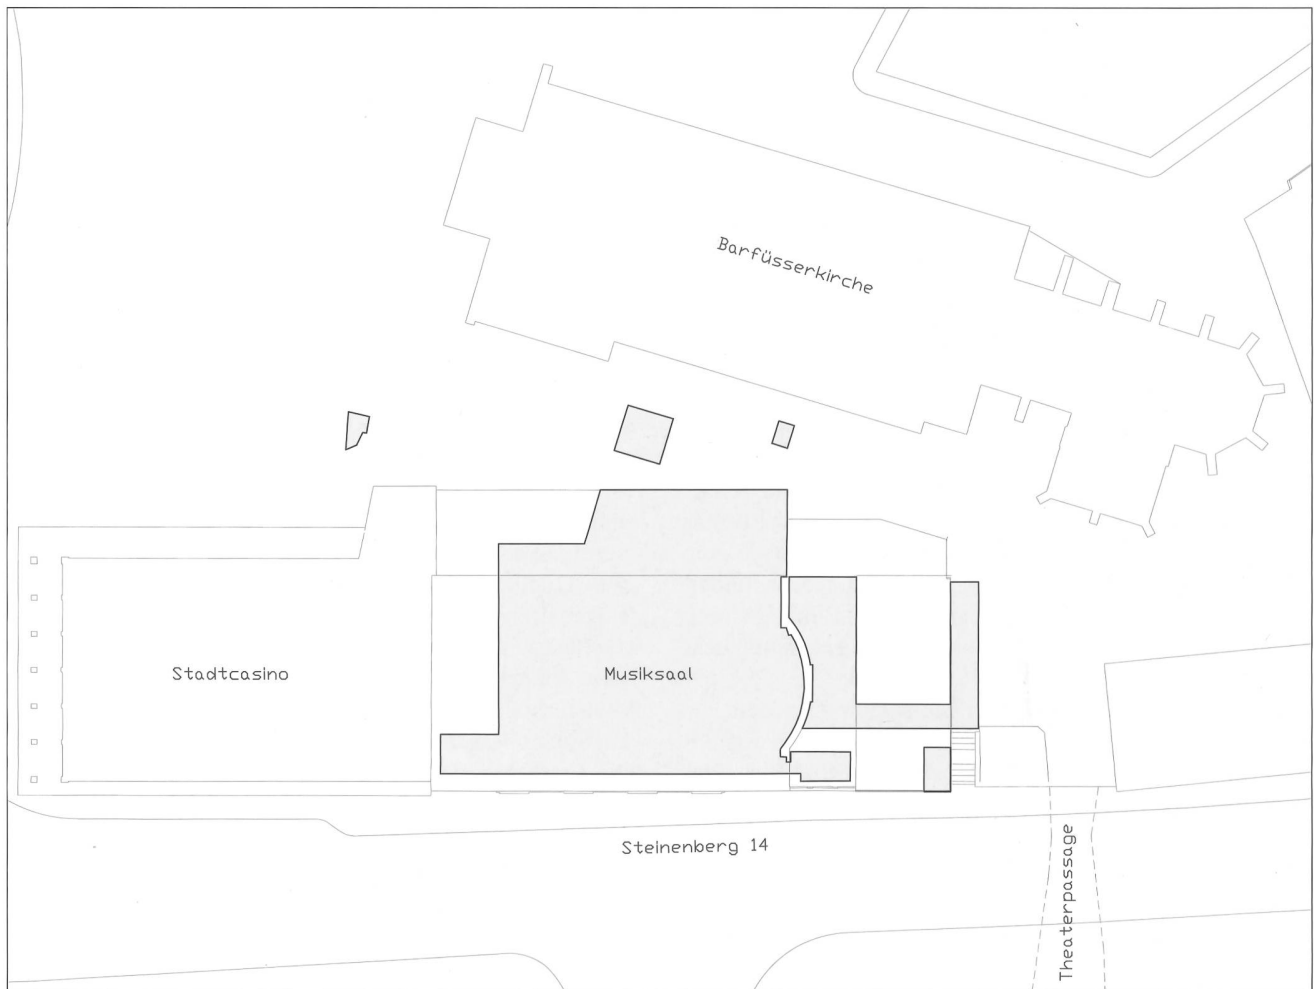 Barfüsserkirche
Stadtcasino
Musiksaal
Steinenberg 14
Theaterpassage